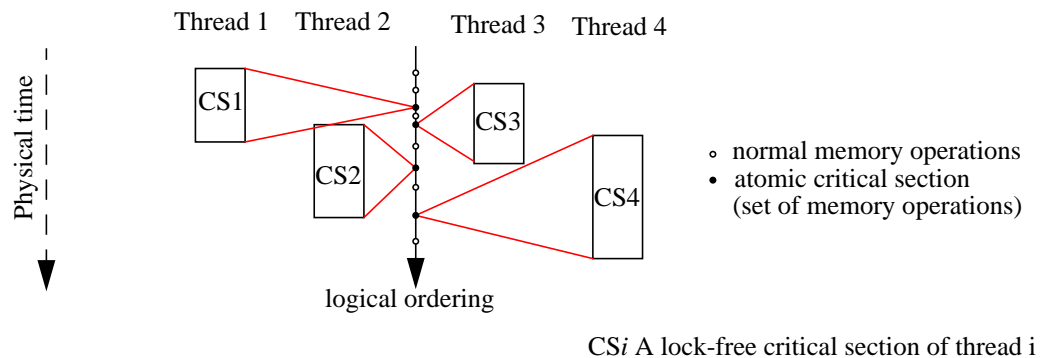 Thread 1
Thread 2
Thread 3
Thread 4
Physical time
CS1
CS2
CS3
CS4
normal memory operations
atomic critical section
(set of memory operations)
logical ordering
CSi A lock-free critical section of thread i